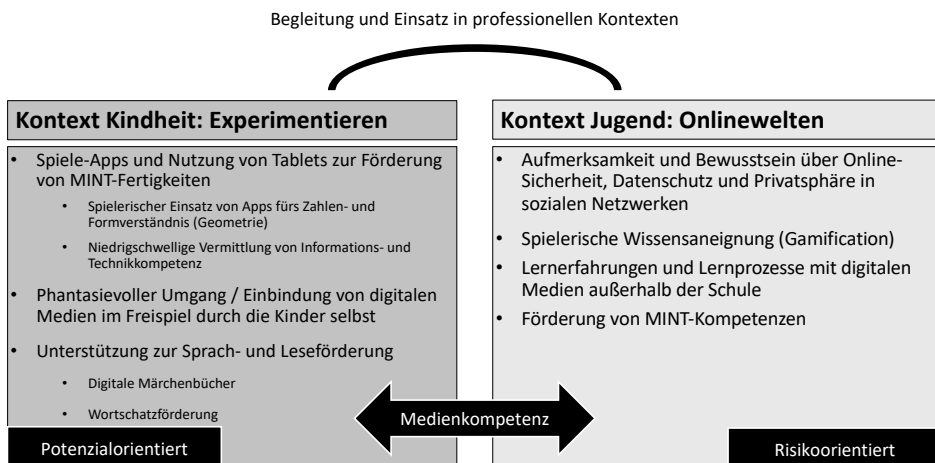 Begleitung und Einsatz in professionellen Kontexten
Kontext Kindheit: Experimentieren
• Spiele-Apps und Nutzung von Tablets zur Förderung
von MINT-Fertigkeiten
• Spielerischer Einsatz von Apps fürs Zahlen- und
Formverständnis (Geometrie)
• Niedrigschwellige Vermittlung von Informations- und
Technikkompetenz
• Phantasievoller Umgang / Einbindung von digitalen
Medien im Freispiel durch die Kinder selbst
• Unterstützung zur Sprach- und Leseförderung
• Digitale Märchenbücher
• Wortschatzförderung
Potenzialorientiert
Medienkompetenz
Kontext Jugend: Onlinewelten
• Aufmerksamkeit und Bewusstsein über Online-
Sicherheit, Datenschutz und Privatsphäre in
sozialen Netzwerken
• Spielerische Wissensaneignung (Gamification)
• Lernerfahrungen und Lernprozesse mit digitalen
Medien außerhalb der Schule
• Förderung von MINT-Kompetenzen
Risikoorientiert